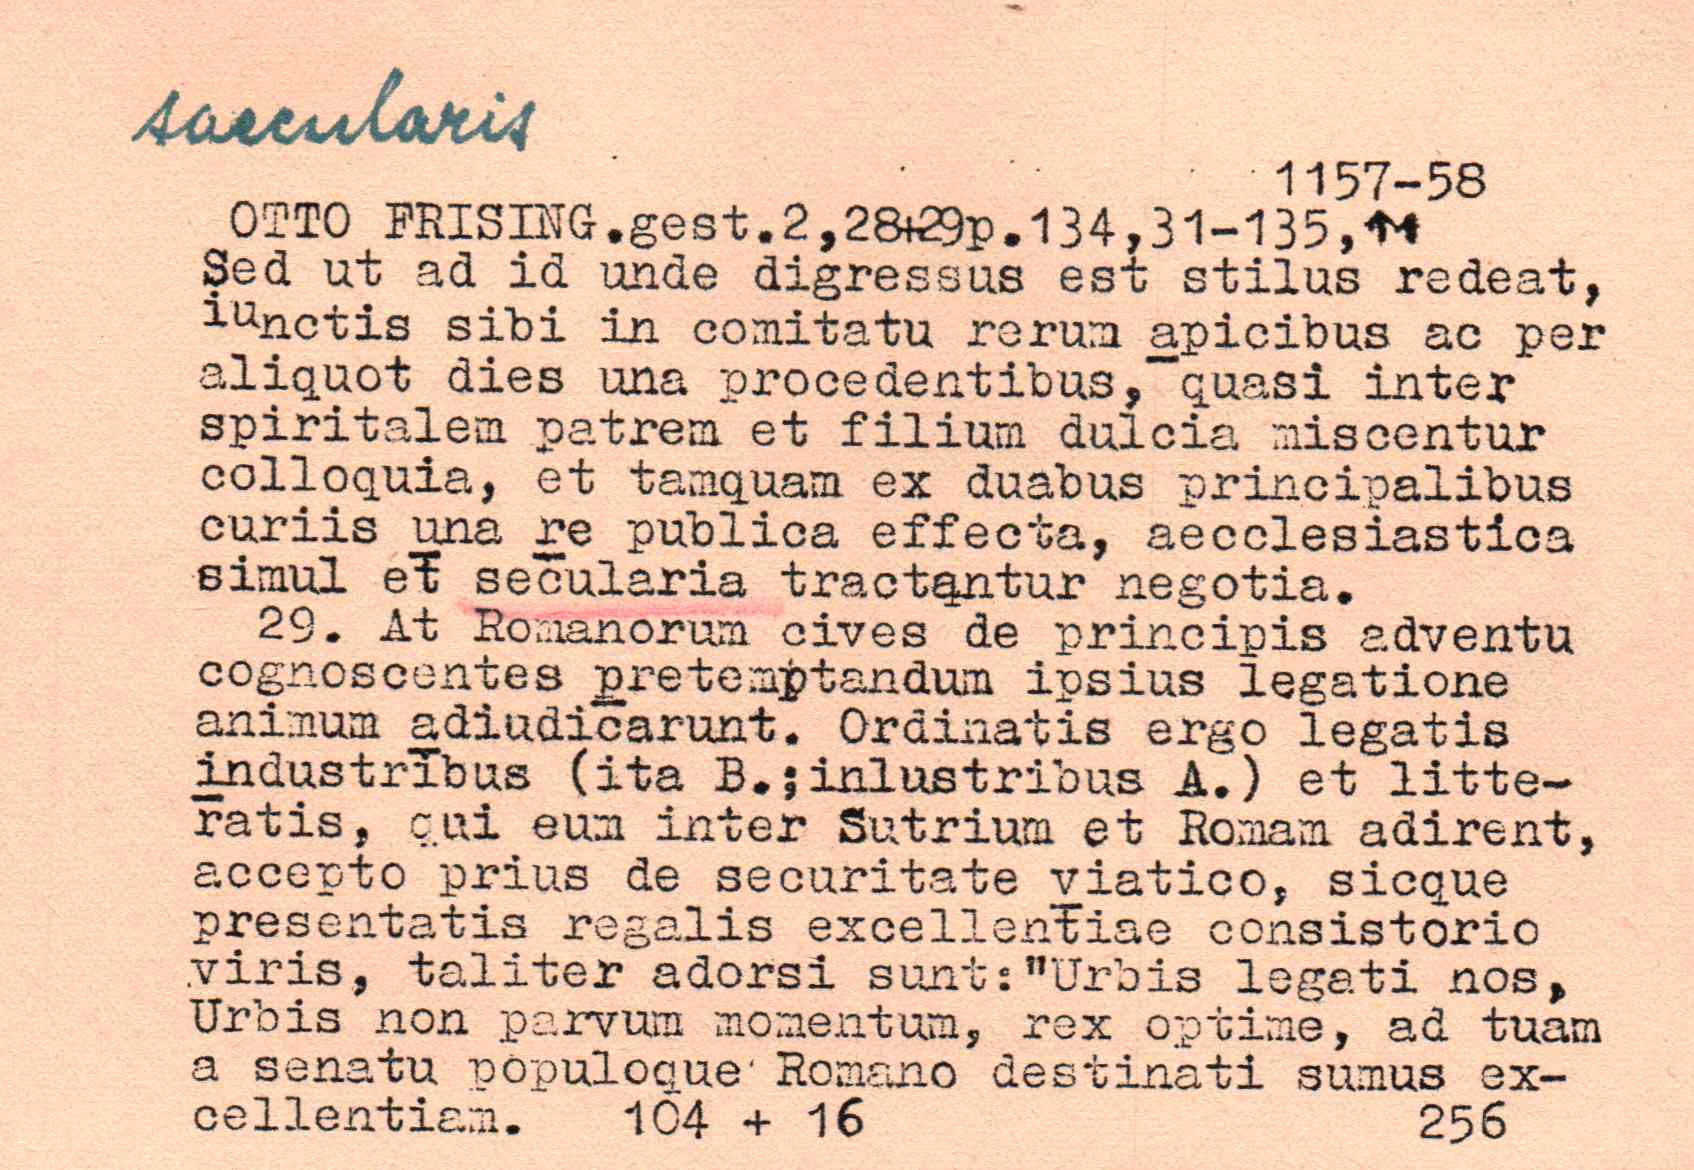 saecularis
1157-58
OTTO FRISING.gest.2,28+29p.134,31-135,11
Sed ut ad id unde digressus est stilus redeat,
iunctis sibi in comitatu rerum apicibus ac per
aliquot dies una procedentibus, quasi inter
spiritalem patrem et filium dulcia miscentur
colloquia, et tamquam ex duabus principalibus
curiis una re publica effecta, aecclesiastica
simul et secularia tractantur negotia.
29. At Romanorum cives de principis adventu
cognoscentes pretemptandum ipsius legatione
animum adiudicarunt. Ordinatis ergo legatis
industribus (ita B.;inlustribus A.) et litte-
ratis, qui eum inter Sutrium et Romam adirent,
accepto prius de securitate viatico, sicque
presentatis regalis excellentiae consistorio
viris, taliter adorsi sunt:"Urbis legati nos,
Urbis non parvum momentum, rex optime, ad tuam
a senatu populoque Romano destinati sumus ex-
cellentiam. 104 + 16 256